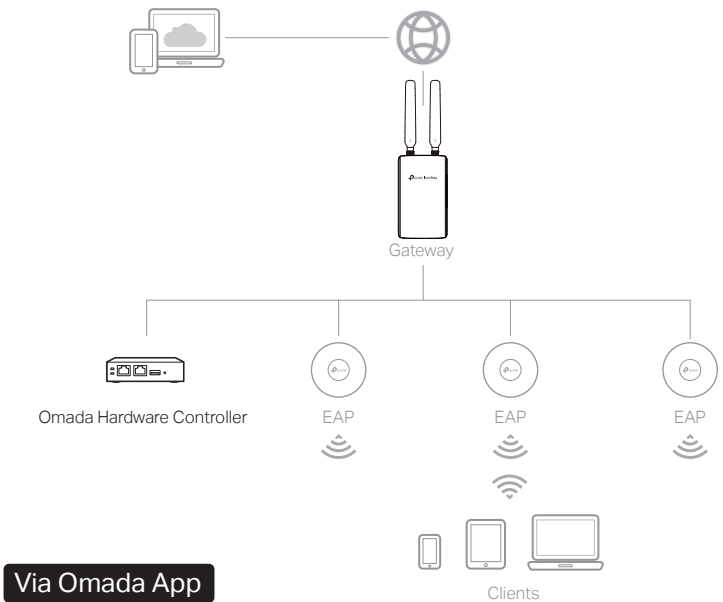 Gateway
Omada Hardware Controller
EAP
EAP
EAP
Via Omada App
Clients